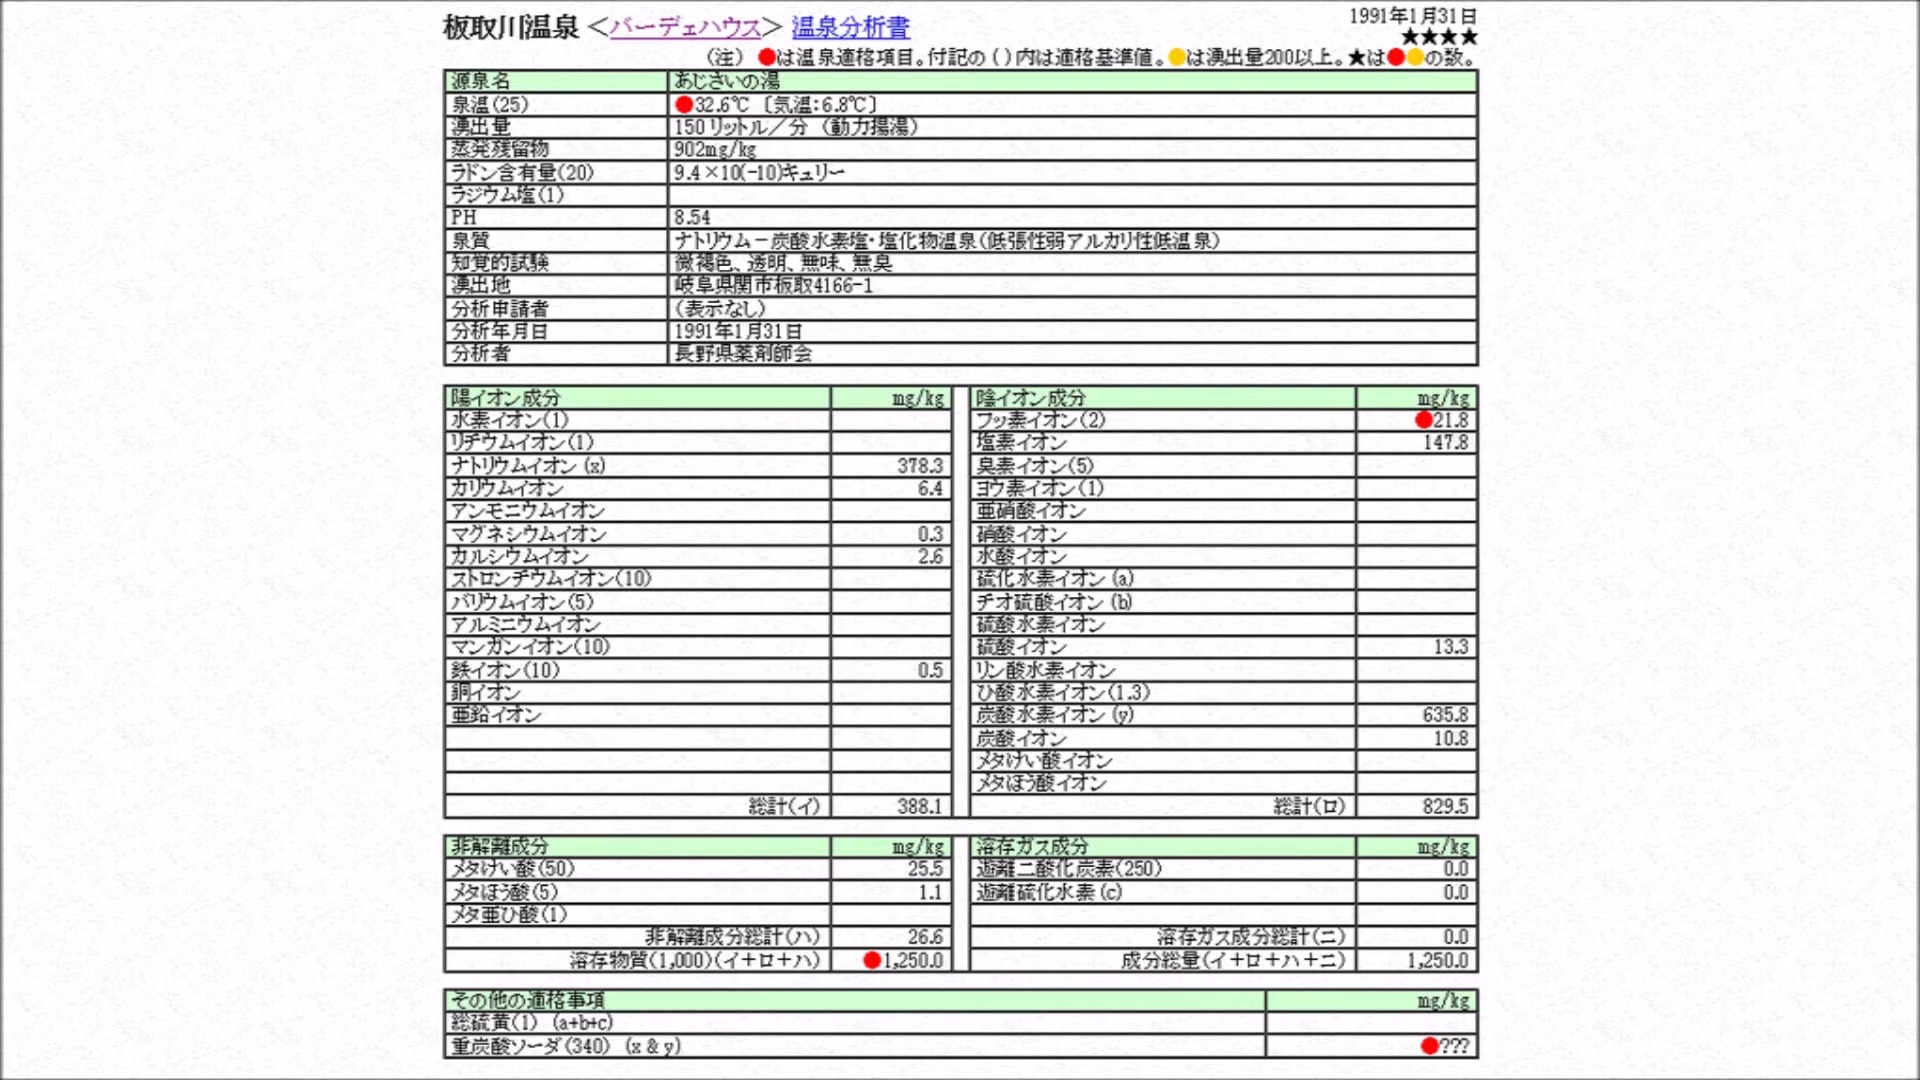 板取川温泉 <バーデェハウス> 温泉分析書
1991年1月31日
★★★★
(注) ●は温泉適格項目。付記の ( ) 内は適格基準値。●は湧出量200以上。★は●●の数。
源泉名 あじさいの湯
泉温(25) ●32.6℃ [気温:6.8℃]
湧出量 150リットル/分 (動力揚湯)
蒸発残留物 902mg/kg
ラドン含有量(20) 9.4×10(-10)キュリー
ラジウム塩(1)
PH 8.54
泉質 ナトリウム-炭酸水素塩・塩化物温泉(低張性弱アルカリ性低温泉)
知覚的試験 微褐色、透明、無味、無臭
湧出地 岐阜県関市板取4166-1
分析申請者 (表示なし)
分析年月日 1991年1月31日
分析者 長野県薬剤師会
陽イオン成分 mg/kg
水素イオン(1)
リチウムイオン(1)
ナトリウムイオン (x) 378.3
カリウムイオン 6.4
アンモニウムイオン
マグネシウムイオン 0.3
カルシウムイオン 2.6
ストロンチウムイオン(10)
バリウムイオン(5)
アルミニウムイオン
マンガンイオン(10)
鉄イオン(10) 0.5
銅イオン
亜鉛イオン
総計(イ) 388.1
陰イオン成分 mg/kg
フッ素イオン(2) ●21.8
塩素イオン 147.8
臭素イオン(5)
ヨウ素イオン(1)
亜硝酸イオン
硝酸イオン
水酸イオン
硫化水素イオン (a)
チオ硫酸イオン (b)
硫酸水素イオン
硫酸イオン 13.3
リン酸水素イオン
ひ酸水素イオン(1.3)
炭酸水素イオン (y) 635.8
炭酸イオン 10.8
メタけい酸イオン
メタほう酸イオン
総計(ロ) 829.5
非解離成分 mg/kg
メタけい酸(50) 25.5
メタほう酸(5) 1.1
メタ亜ひ酸(1)
非解離成分総計(ハ) 26.6
溶存物質(1,000)(イ+ロ+ハ) ●1,250.0
溶存ガス成分 mg/kg
遊離二酸化炭素(250) 0.0
遊離硫化水素 (c) 0.0
溶存ガス成分総計(ニ) 0.0
成分総量(イ+ロ+ハ+ニ) 1,250.0
その他の適格事項 mg/kg
総硫黄(1) (a+b+c)
重炭酸ソーダ(340) (x & y) ●???